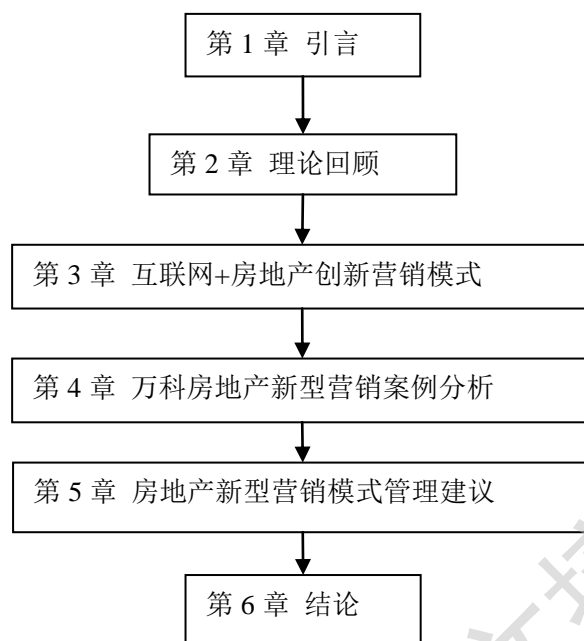 第 1 章 引言
第 2 章 理论回顾
第 3 章 互联网+房地产创新营销模式
第 4 章 万科房地产新型营销案例分析
第 5 章 房地产新型营销模式管理建议
第 6 章 结论